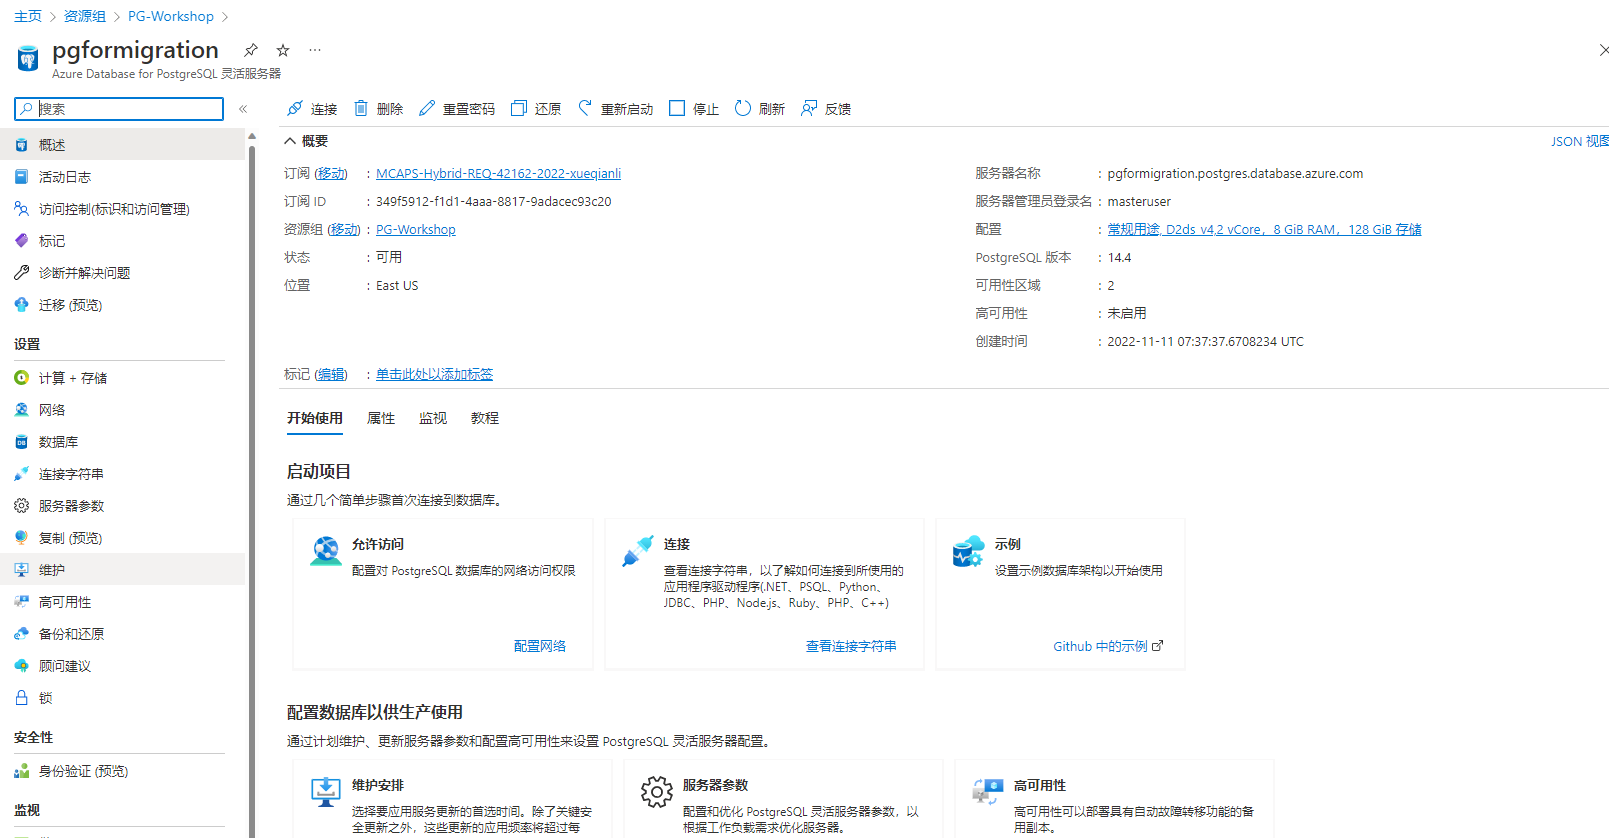 主页 > 资源组 > PG-Workshop >
pgformigration
Azure Database for PostgreSQL 灵活服务器
搜索
概述
活动日志
访问控制(标识和访问管理)
标记
诊断并解决问题
迁移 (预览)
设置
计算 + 存储
网络
数据库
连接字符串
服务器参数
复制 (预览)
维护
高可用性
备份和还原
顾问建议
锁
安全性
身份验证 (预览)
监视
连接 删除 重置密码 还原 重新启动 停止 刷新 反馈
概要
JSON 视图
订阅 (移动) : MCAPS-Hybrid-REQ-42162-2022-xueqianli
订阅 ID : 349f5912-f1d1-4aaa-8817-9adacec93c20
资源组 (移动) : PG-Workshop
状态 : 可用
位置 : East US
服务器名称 : pgformigration.postgres.database.azure.com
服务器管理员登录名 : masteruser
配置 : 常规用途, D2ds_v4,2 vCore，8 GiB RAM，128 GiB 存储
PostgreSQL 版本 : 14.4
可用性区域 : 2
高可用性 : 未启用
创建时间 : 2022-11-11 07:37:37.6708234 UTC
标记 (编辑) : 单击此处以添加标签
开始使用 属性 监视 教程
启动项目
通过几个简单步骤首次连接到数据库。
允许访问
配置对 PostgreSQL 数据库的网络访问权限
配置网络
连接
查看连接字符串，以了解如何连接到所使用的
应用程序驱动程序(.NET、PSQL、Python、
JDBC、PHP、Node.js、Ruby、PHP、C++)
查看连接字符串
示例
设置示例数据库架构以开始使用
Github 中的示例
配置数据库以供生产使用
通过计划维护、更新服务器参数和配置高可用性来设置 PostgreSQL 灵活服务器配置。
维护安排
选择要应用服务更新的首选时间。除了关键安
全更新之外，这些更新的应用频率将超过每
服务器参数
配置和优化 PostgreSQL 灵活服务器参数，以
根据工作负载需求优化服务器。
高可用性
高可用性可以部署具有自动故障转移功能的备
用副本。